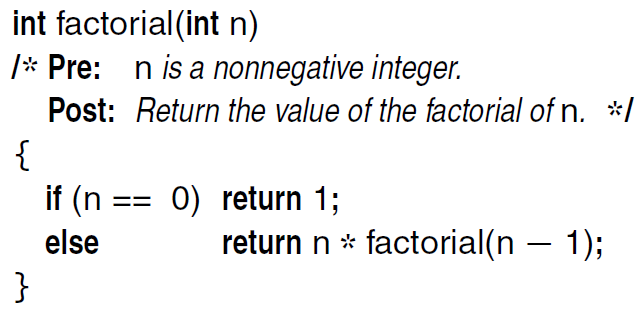 int factorial(int n)
/* Pre: n is a nonnegative integer.
Post: Return the value of the factorial of n. */
{
if (n == 0) return 1;
else return n * factorial(n − 1);
}